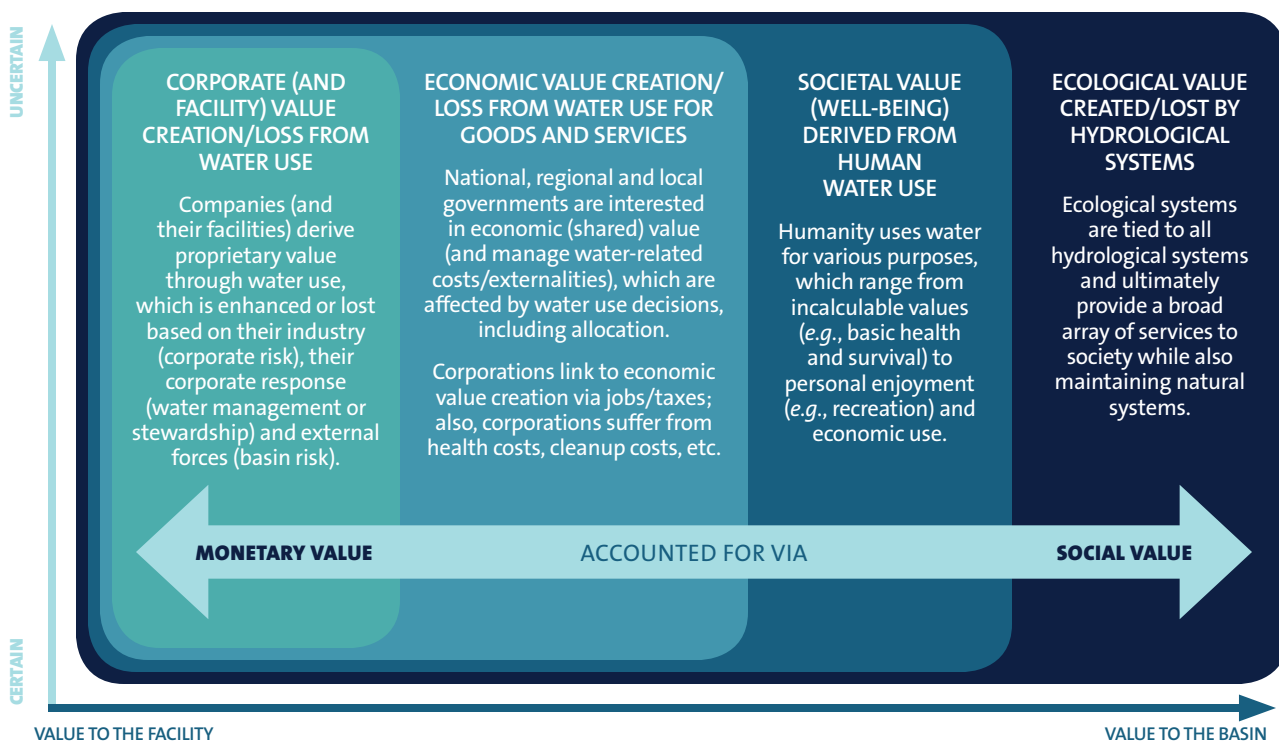 UNCERTAIN
CERTAIN
CORPORATE (AND
FACILITY) VALUE
CREATION/LOSS FROM
WATER USE
Companies (and
their facilities) derive
proprietary value
through water use,
which is enhanced or lost
based on their industry
(corporate risk), their
corporate response
(water management or
stewardship) and external
forces (basin risk).
ECONOMIC VALUE CREATION/
LOSS FROM WATER USE FOR
GOODS AND SERVICES
National, regional and local
governments are interested
in economic (shared) value
(and manage water-related
costs/externalities), which are
affected by water use decisions,
including allocation.
Corporations link to economic
value creation via jobs/taxes;
also, corporations suffer from
health costs, cleanup costs, etc.
SOCIETAL VALUE
(WELL-BEING)
DERIVED FROM
HUMAN
WATER USE
Humanity uses water
for various purposes,
which range from
incalculable values
(e.g., basic health
and survival) to
personal enjoyment
(e.g., recreation) and
economic use.
ECOLOGICAL VALUE
CREATED/LOST BY
HYDROLOGICAL
SYSTEMS
Ecological systems
are tied to all
hydrological systems
and ultimately
provide a broad
array of services to
society while also
maintaining natural
systems.
MONETARY VALUE
ACCOUNTED FOR VIA
SOCIAL VALUE
VALUE TO THE FACILITY
VALUE TO THE BASIN